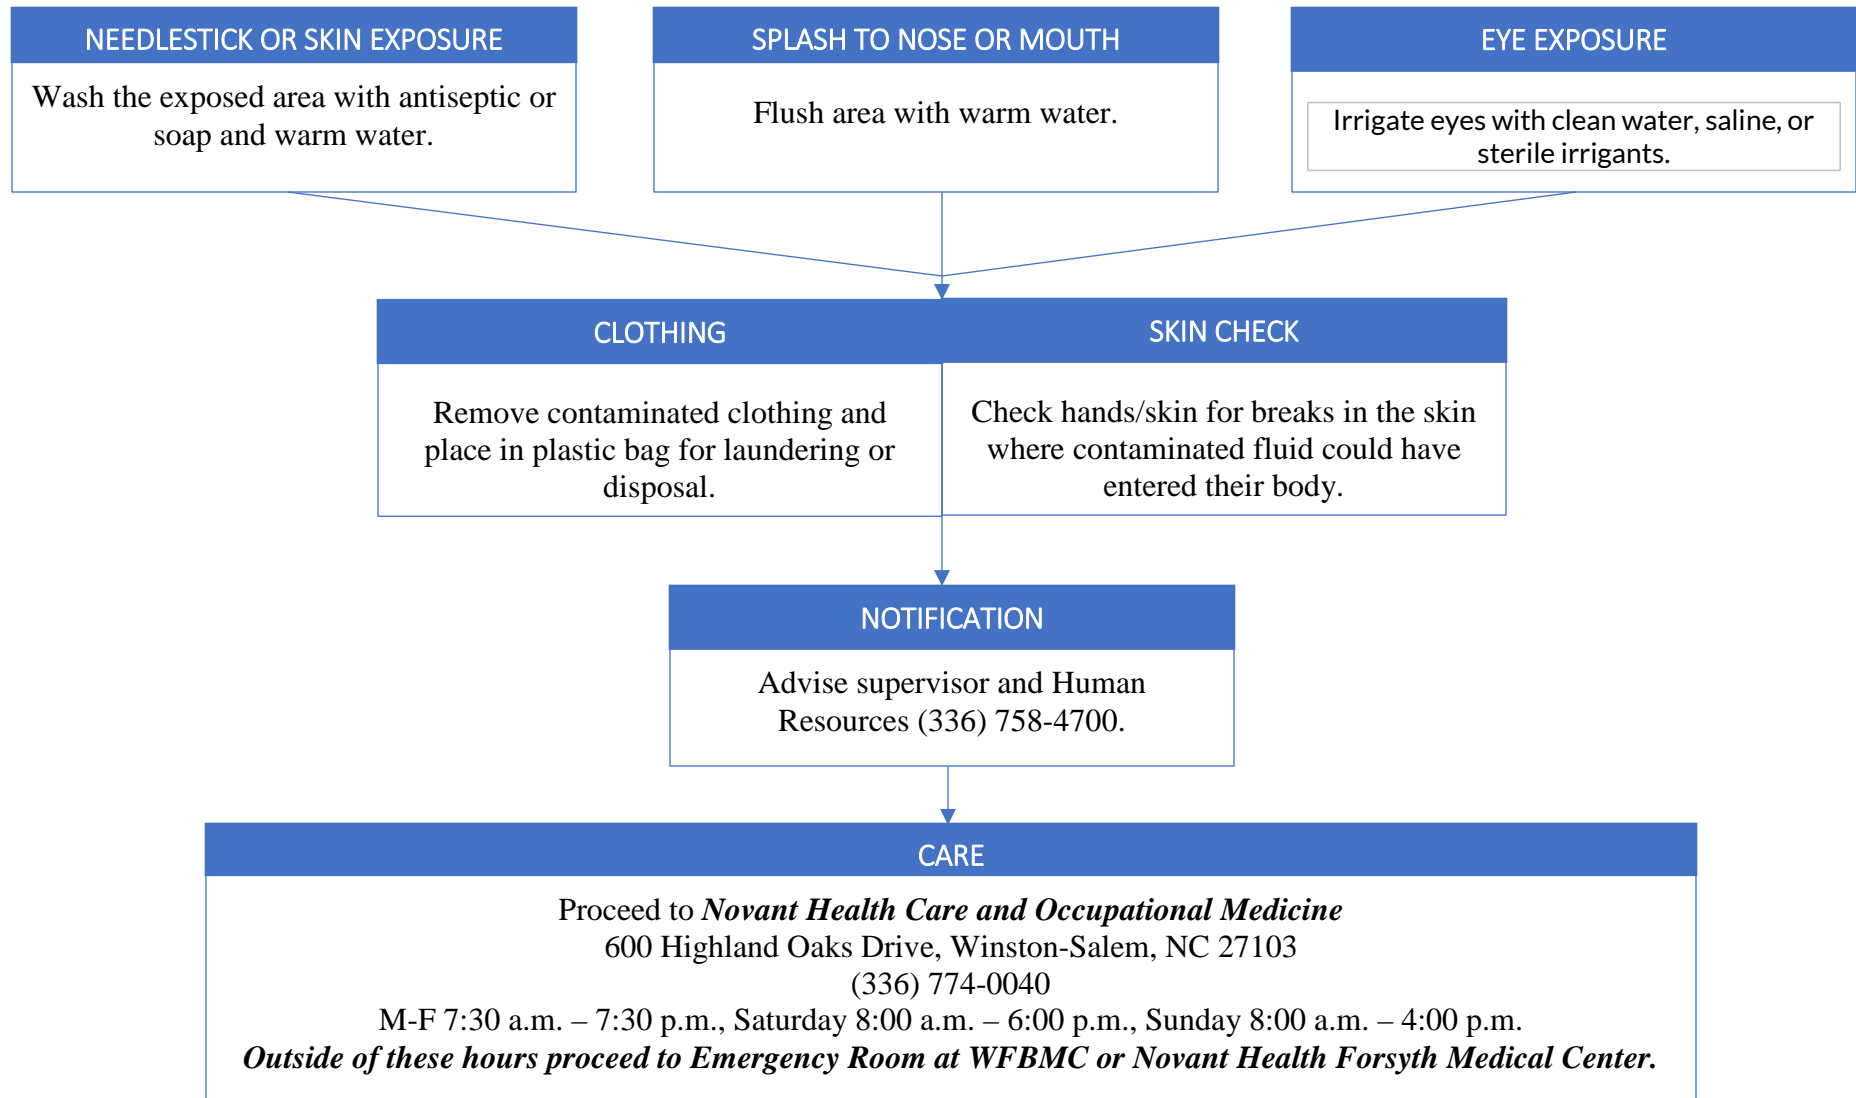 NEEDLESTICK OR SKIN EXPOSURE
Wash the exposed area with antiseptic or
soap and warm water.
SPLASH TO NOSE OR MOUTH
Flush area with warm water.
EYE EXPOSURE
Irrigate eyes with clean water, saline, or
sterile irrigants.
CLOTHING
Remove contaminated clothing and
place in plastic bag for laundering or
disposal.
SKIN CHECK
Check hands/skin for breaks in the skin
where contaminated fluid could have
entered their body.
NOTIFICATION
Advise supervisor and Human
Resources (336) 758-4700.
CARE
Proceed to Novant Health Care and Occupational Medicine
600 Highland Oaks Drive, Winston-Salem, NC 27103
(336) 774-0040
M-F 7:30 a.m. – 7:30 p.m., Saturday 8:00 a.m. – 6:00 p.m., Sunday 8:00 a.m. – 4:00 p.m.
Outside of these hours proceed to Emergency Room at WFBMC or Novant Health Forsyth Medical Center.